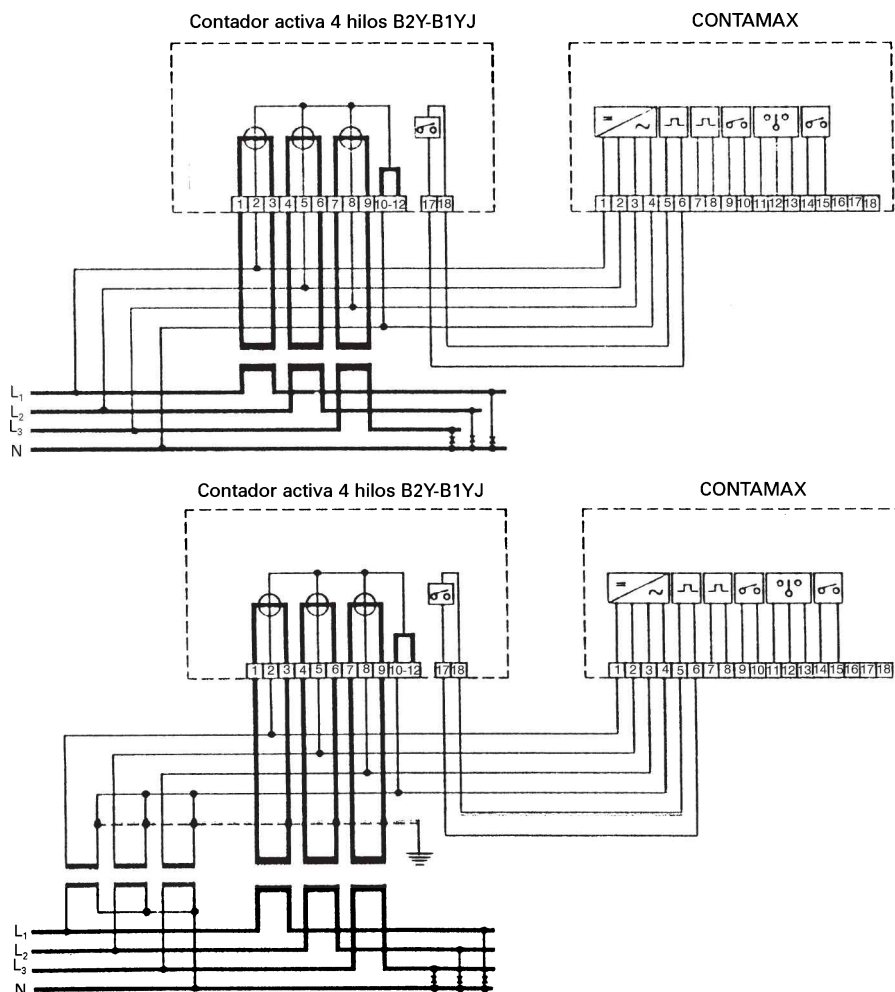 Contador activa 4 hilos B2Y-B1YJ CONTAMAX
1 2 3 4 5 6 7 8 9 10-12 17 18 1 2 3 4 5 6 7 8 9 10 11 12 13 14 15 16 17 18
L₁
L₂
L₃
N
Contador activa 4 hilos B2Y-B1YJ CONTAMAX
1 2 3 4 5 6 7 8 9 10-12 17 18 1 2 3 4 5 6 7 8 9 10 11 12 13 14 15 16 17 18
L₁
L₂
L₃
N